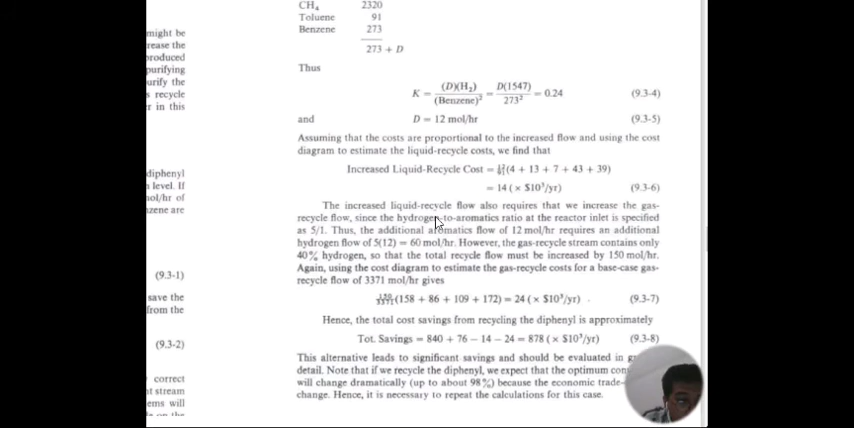 might be
rease the
produced
purifying
urify the
s recycle
r in this
diphenyl
n level. If
nol/hr of
nzene are
(9.3-1)
save the
from the
(9.3-2)
correct
nt stream
ems will
CH₄ 2320
Toluene 91
Benzene 273
273 + D
Thus
K = (D)(H₂)/(Benzene)² = D(1547)/273² = 0.24 (9.3-4)
and D = 12 mol/hr (9.3-5)
Assuming that the costs are proportional to the increased flow and using the cost
diagram to estimate the liquid-recycle costs, we find that
Increased Liquid-Recycle Cost = (4 + 13 + 7 + 43 + 39)
= 14 (× $10³/yr) (9.3-6)
The increased liquid-recycle flow also requires that we increase the gas-
recycle flow, since the hydrogen-to-aromatics ratio at the reactor inlet is specified
as 5/1. Thus, the additional aromatics flow of 12 mol/hr requires an additional
hydrogen flow of 5(12) = 60 mol/hr. However, the gas-recycle stream contains only
40% hydrogen, so that the total recycle flow must be increased by 150 mol/hr.
Again, using the cost diagram to estimate the gas-recycle costs for a base-case gas-
recycle flow of 3371 mol/hr gives
150/3371(158 + 86 + 109 + 172) = 24 (× $10³/yr) . (9.3-7)
Hence, the total cost savings from recycling the diphenyl is approximately
Tot. Savings = 840 + 76 − 14 − 24 = 878 (× $10³/yr) (9.3-8)
This alternative leads to significant savings and should be evaluated in
detail. Note that if we recycle the diphenyl, we expect that the optimum
will change dramatically (up to about 98%) because the economic trade-
change. Hence, it is necessary to repeat the calculations for this case.